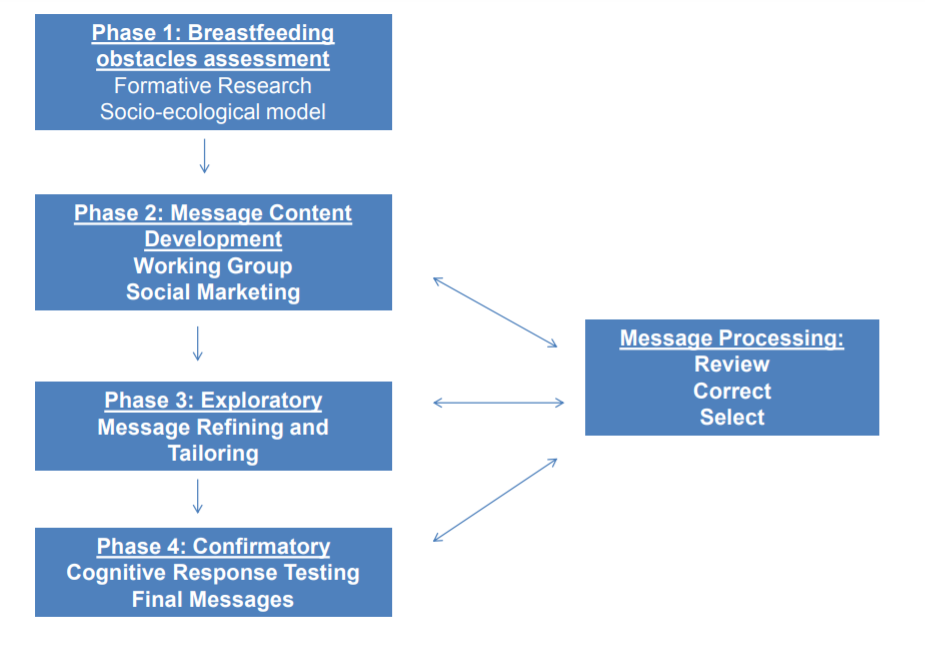 Phase 1: Breastfeeding
obstacles assessment
Formative Research
Socio-ecological model
Phase 2: Message Content
Development
Working Group
Social Marketing
Phase 3: Exploratory
Message Refining and
Tailoring
Phase 4: Confirmatory
Cognitive Response Testing
Final Messages
Message Processing:
Review
Correct
Select